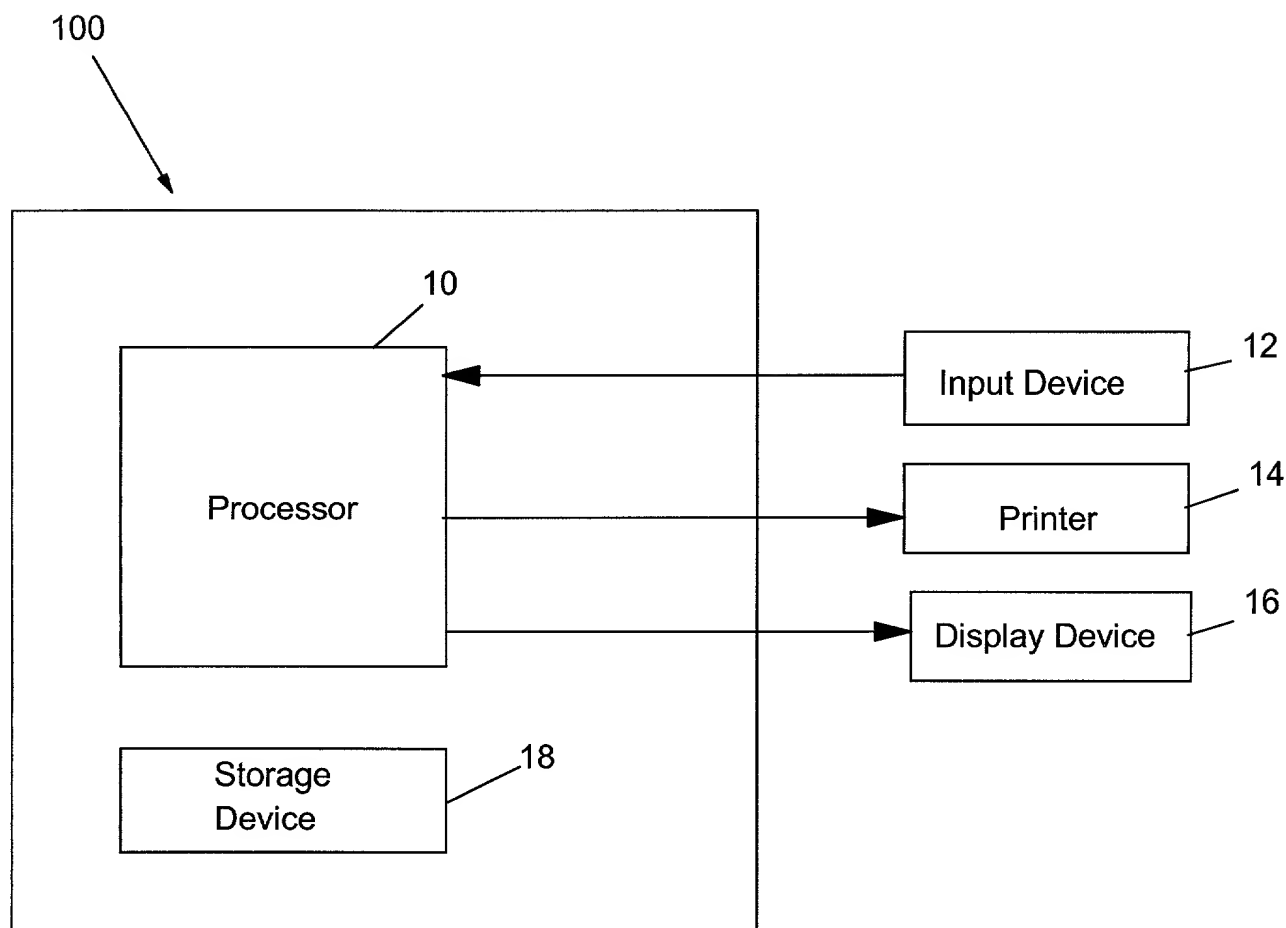 100
10
Input Device
12
Processor
Printer
14
Display Device
16
Storage
Device
18